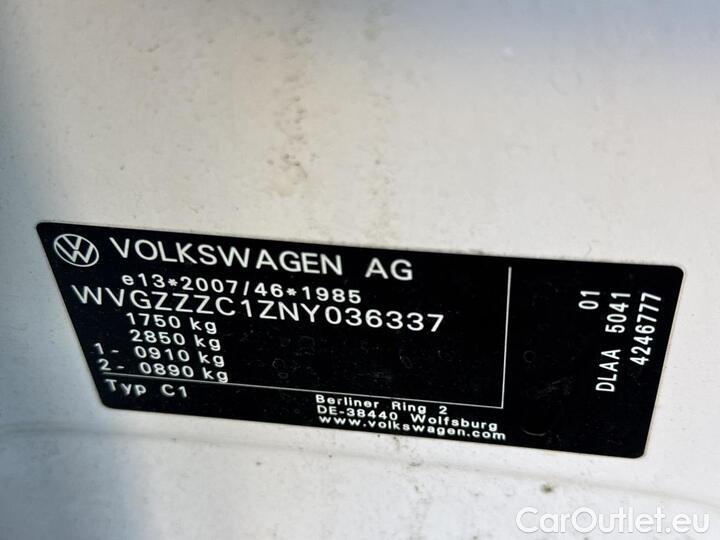 VOLKSWAGEN AG
e13*2007/46*1985
WVGZZZC1ZNY036337
1750 kg
2850 kg
1- 0910 kg
2- 0890 kg
Typ C1
Berliner Ring 2
DE-38440 Wolfsburg
www.volkswagen.com
01
DLAA 5041
4246777
CarOutlet.eu